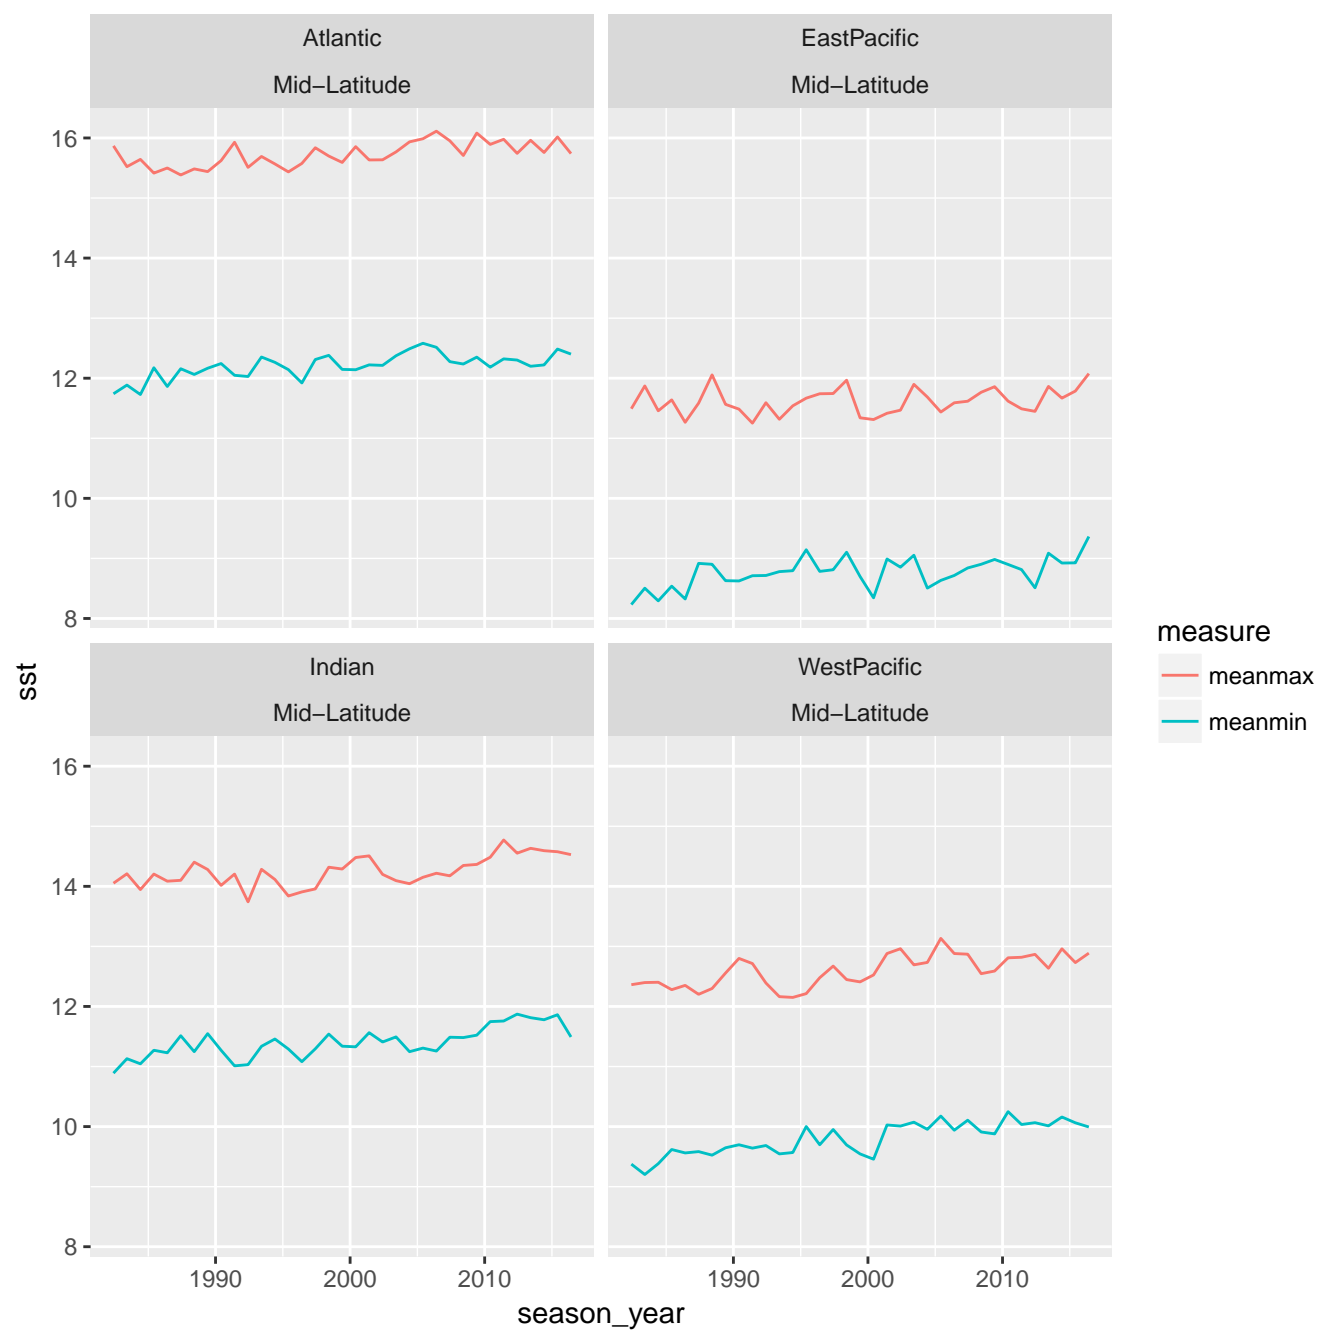 Atlantic
Mid−Latitude
EastPacific
Mid−Latitude
16
14
12
10
8
Indian
Mid−Latitude
WestPacific
Mid−Latitude
16
14
12
10
8
1990
2000
2010
1990
2000
2010
season_year
sst
measure
meanmax
meanmin